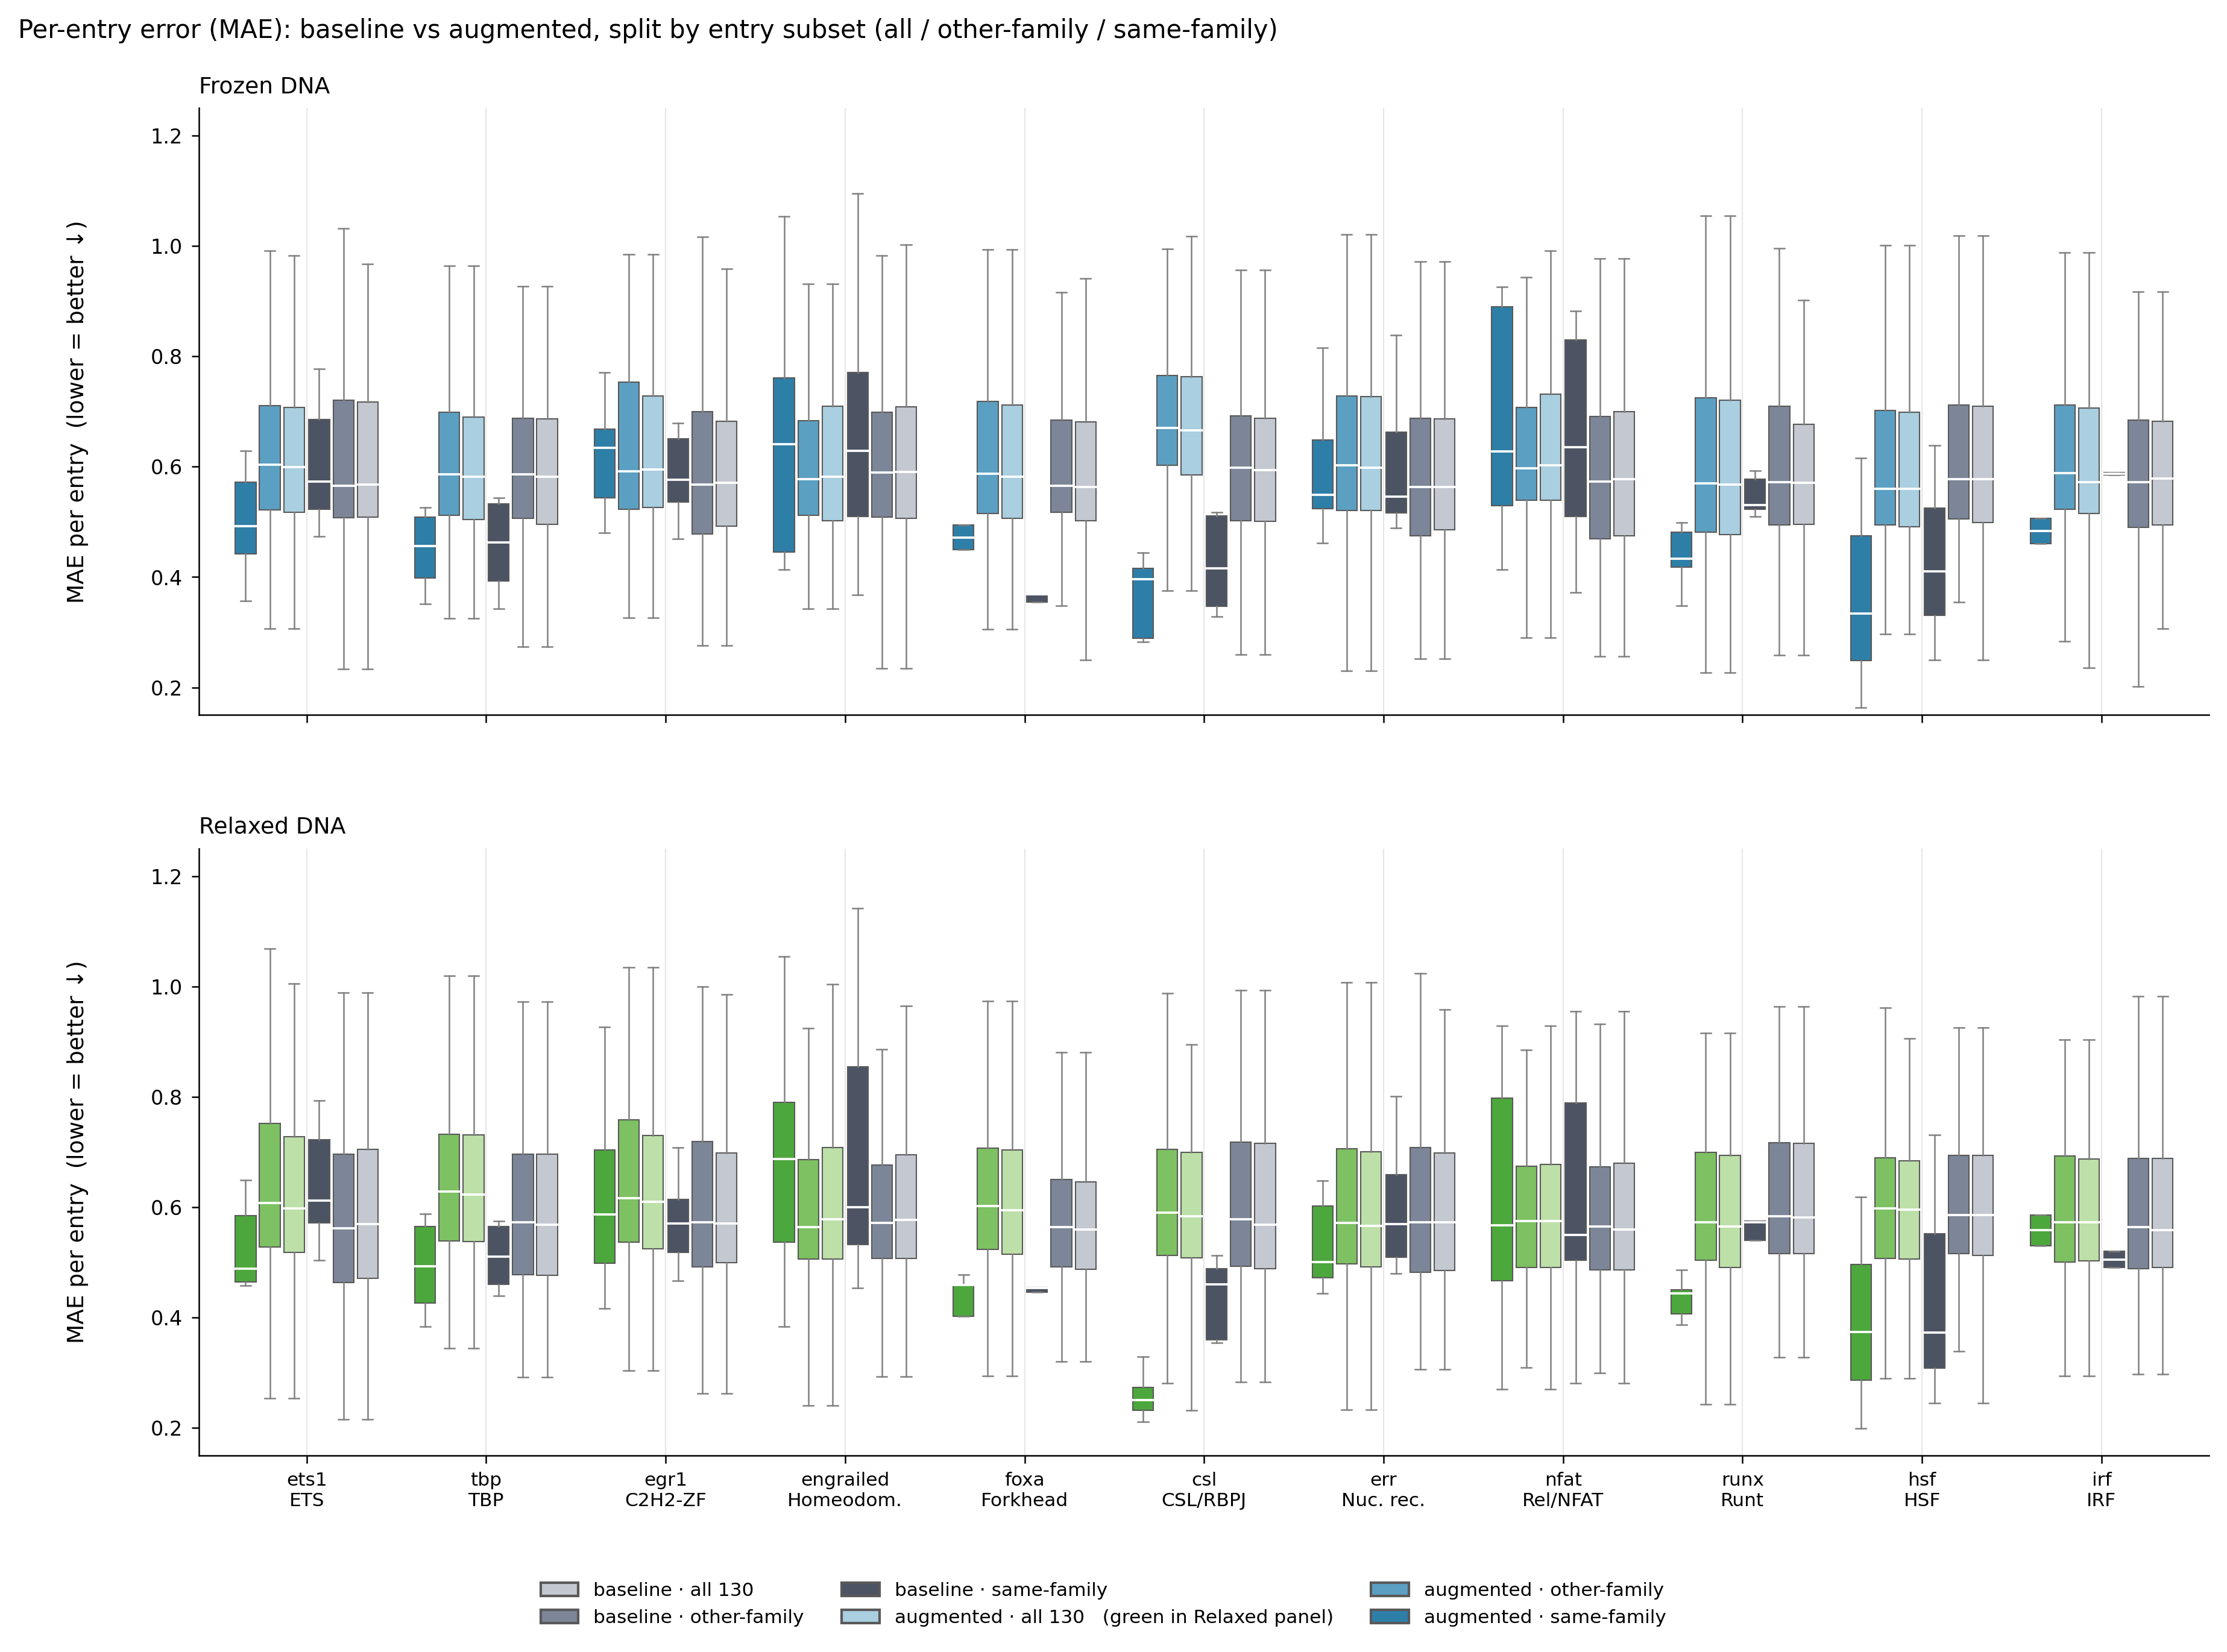 Per-entry error (MAE): baseline vs augmented, split by entry subset (all / other-family / same-family)
Frozen DNA
MAE per entry (lower = better ↓)
1.2
1.0
0.8
0.6
0.4
0.2
Relaxed DNA
MAE per entry (lower = better ↓)
1.2
1.0
0.8
0.6
0.4
0.2
ets1 tbp egr1 engrailed foxa csl err nfat runx hsf irf
ETS TBP C2H2-ZF Homeodom. Forkhead CSL/RBPJ Nuc. rec. Rel/NFAT Runt HSF IRF
baseline · all 130 baseline · same-family augmented · other-family
baseline · other-family augmented · all 130 (green in Relaxed panel) augmented · same-family